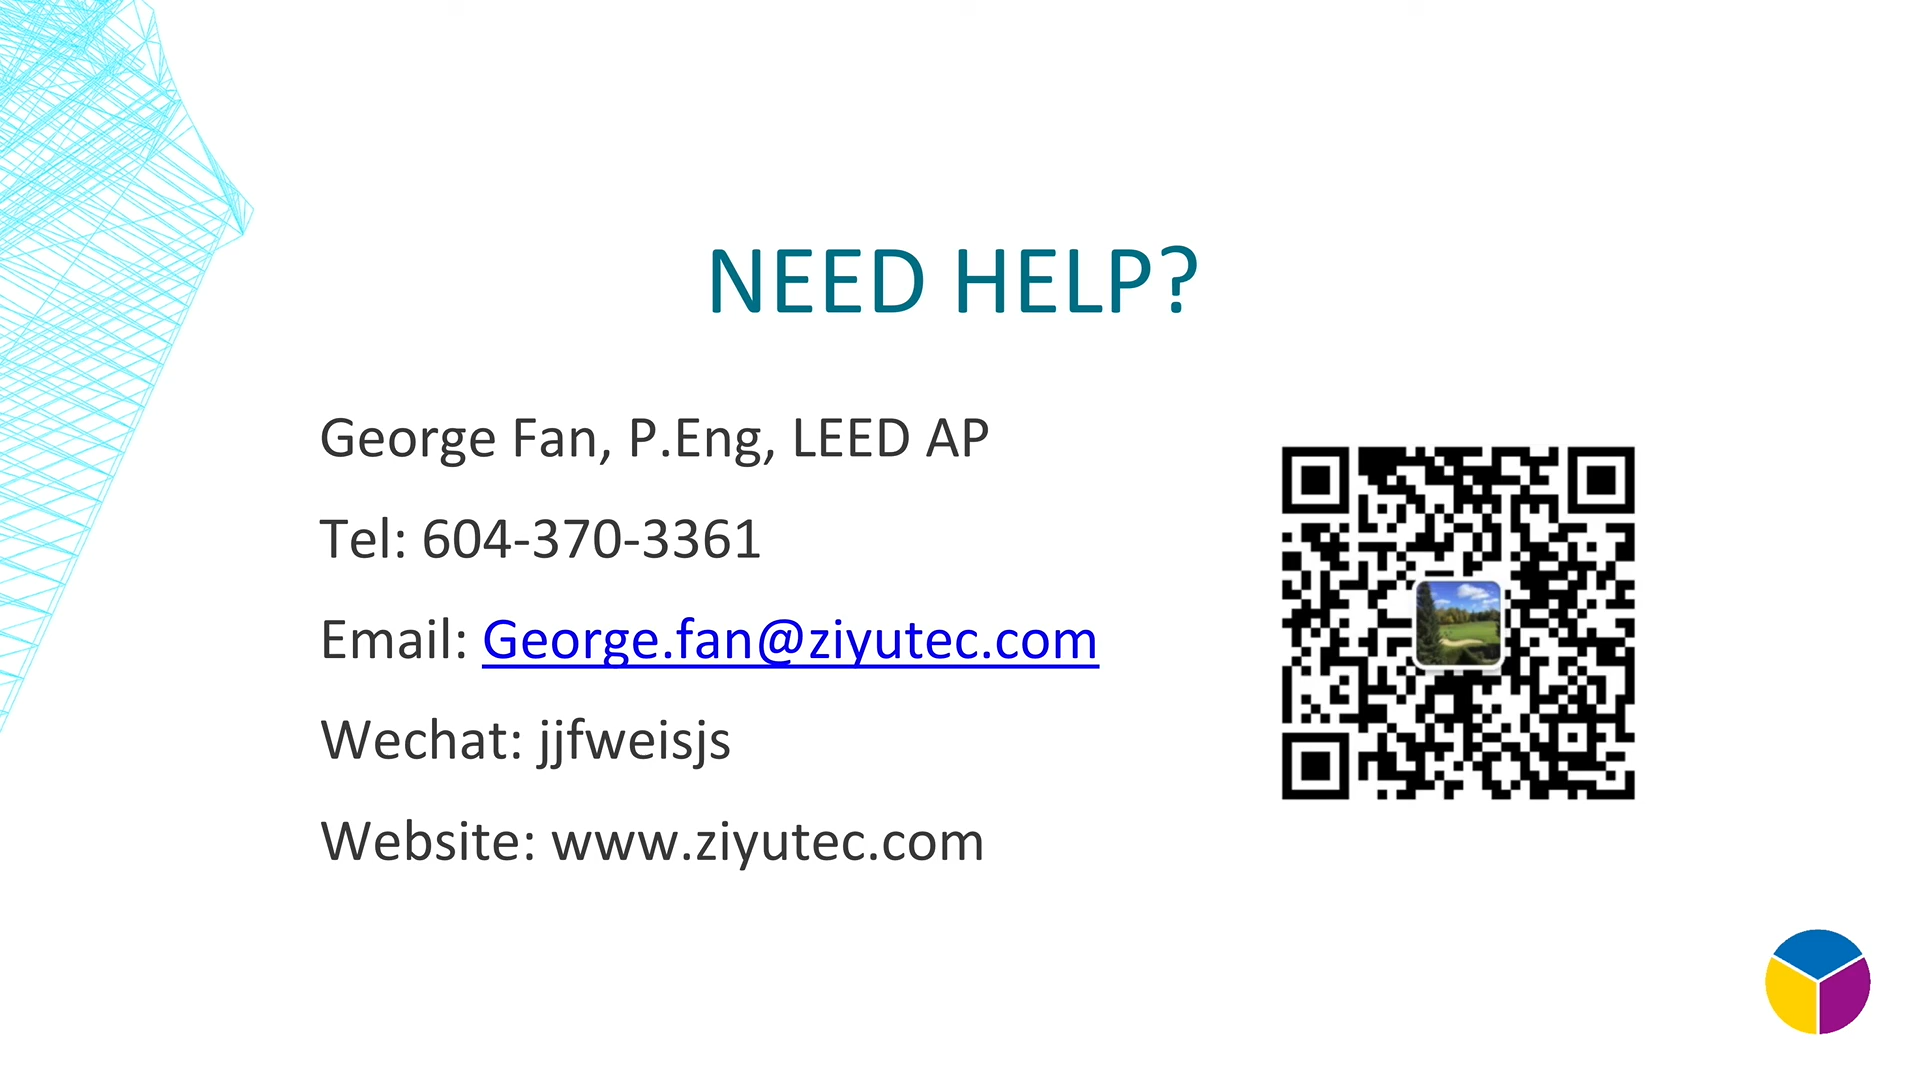 NEED HELP?
George Fan, P.Eng, LEED AP
Tel: 604-370-3361
Email: George.fan@ziyutec.com
Wechat: jjfweisjs
Website: www.ziyutec.com